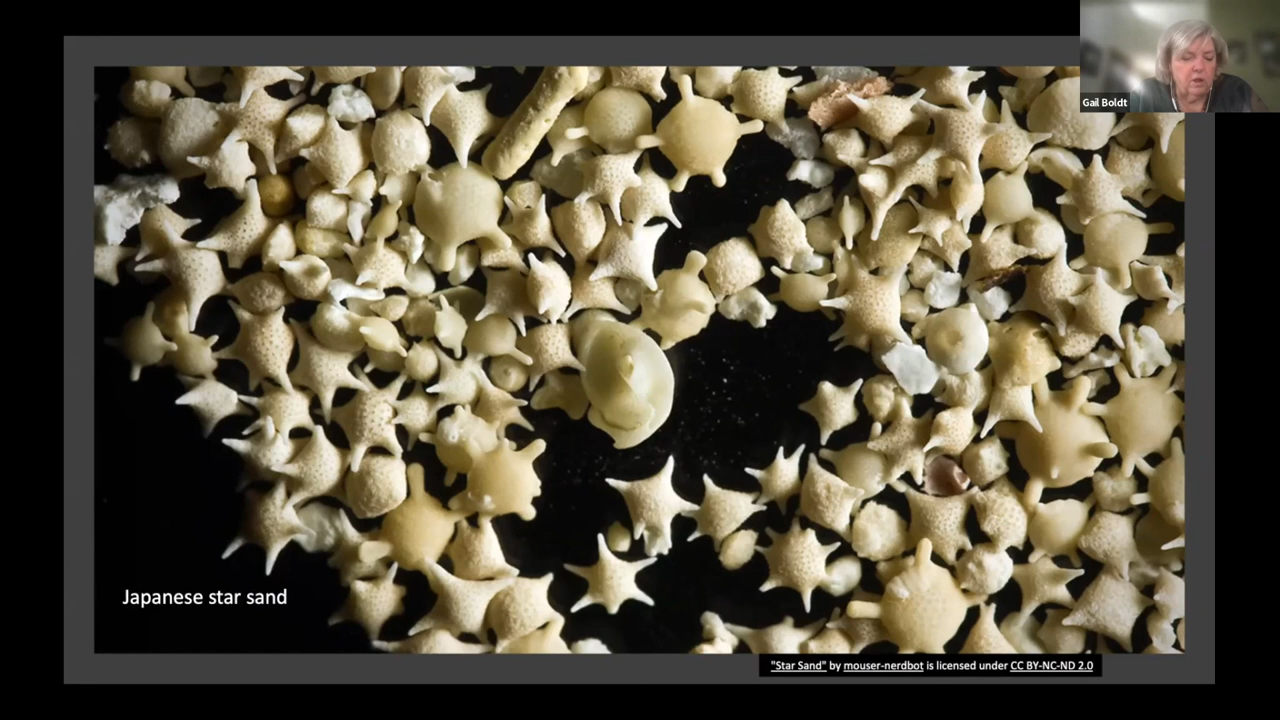 Gail Boldt
Japanese star sand
"Star Sand" by mouser-nerdbot is licensed under CC BY-NC-ND 2.0